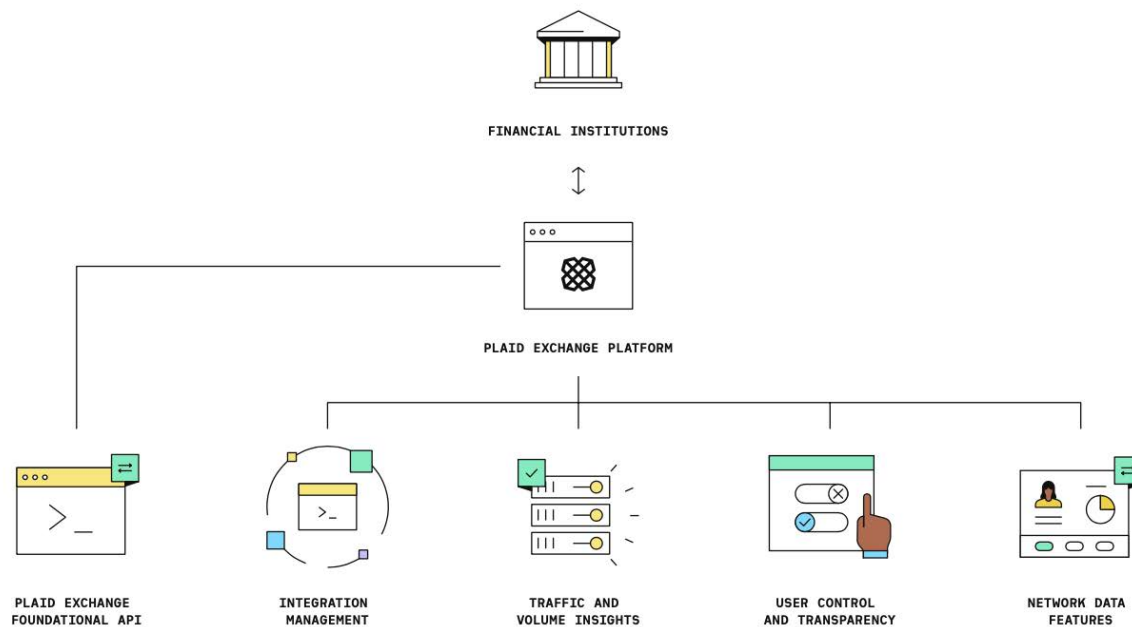 FINANCIAL INSTITUTIONS
PLAID EXCHANGE PLATFORM
PLAID EXCHANGE
FOUNDATIONAL API
INTEGRATION
MANAGEMENT
TRAFFIC AND
VOLUME INSIGHTS
USER CONTROL
AND TRANSPARENCY
NETWORK DATA
FEATURES